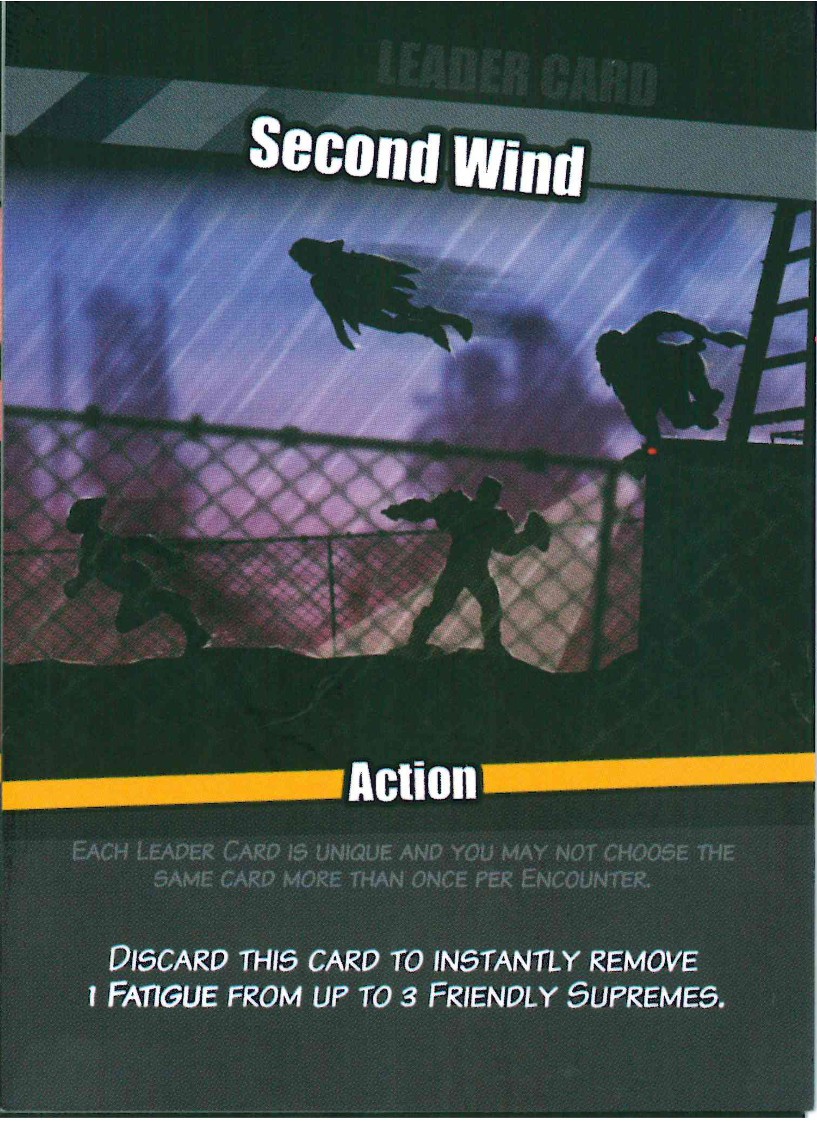 LEADER CARD
Second Wind
Action
EACH LEADER CARD IS UNIQUE AND YOU MAY NOT CHOOSE THE
SAME CARD MORE THAN ONCE PER ENCOUNTER.
DISCARD THIS CARD TO INSTANTLY REMOVE
1 FATIGUE FROM UP TO 3 FRIENDLY SUPREMES.